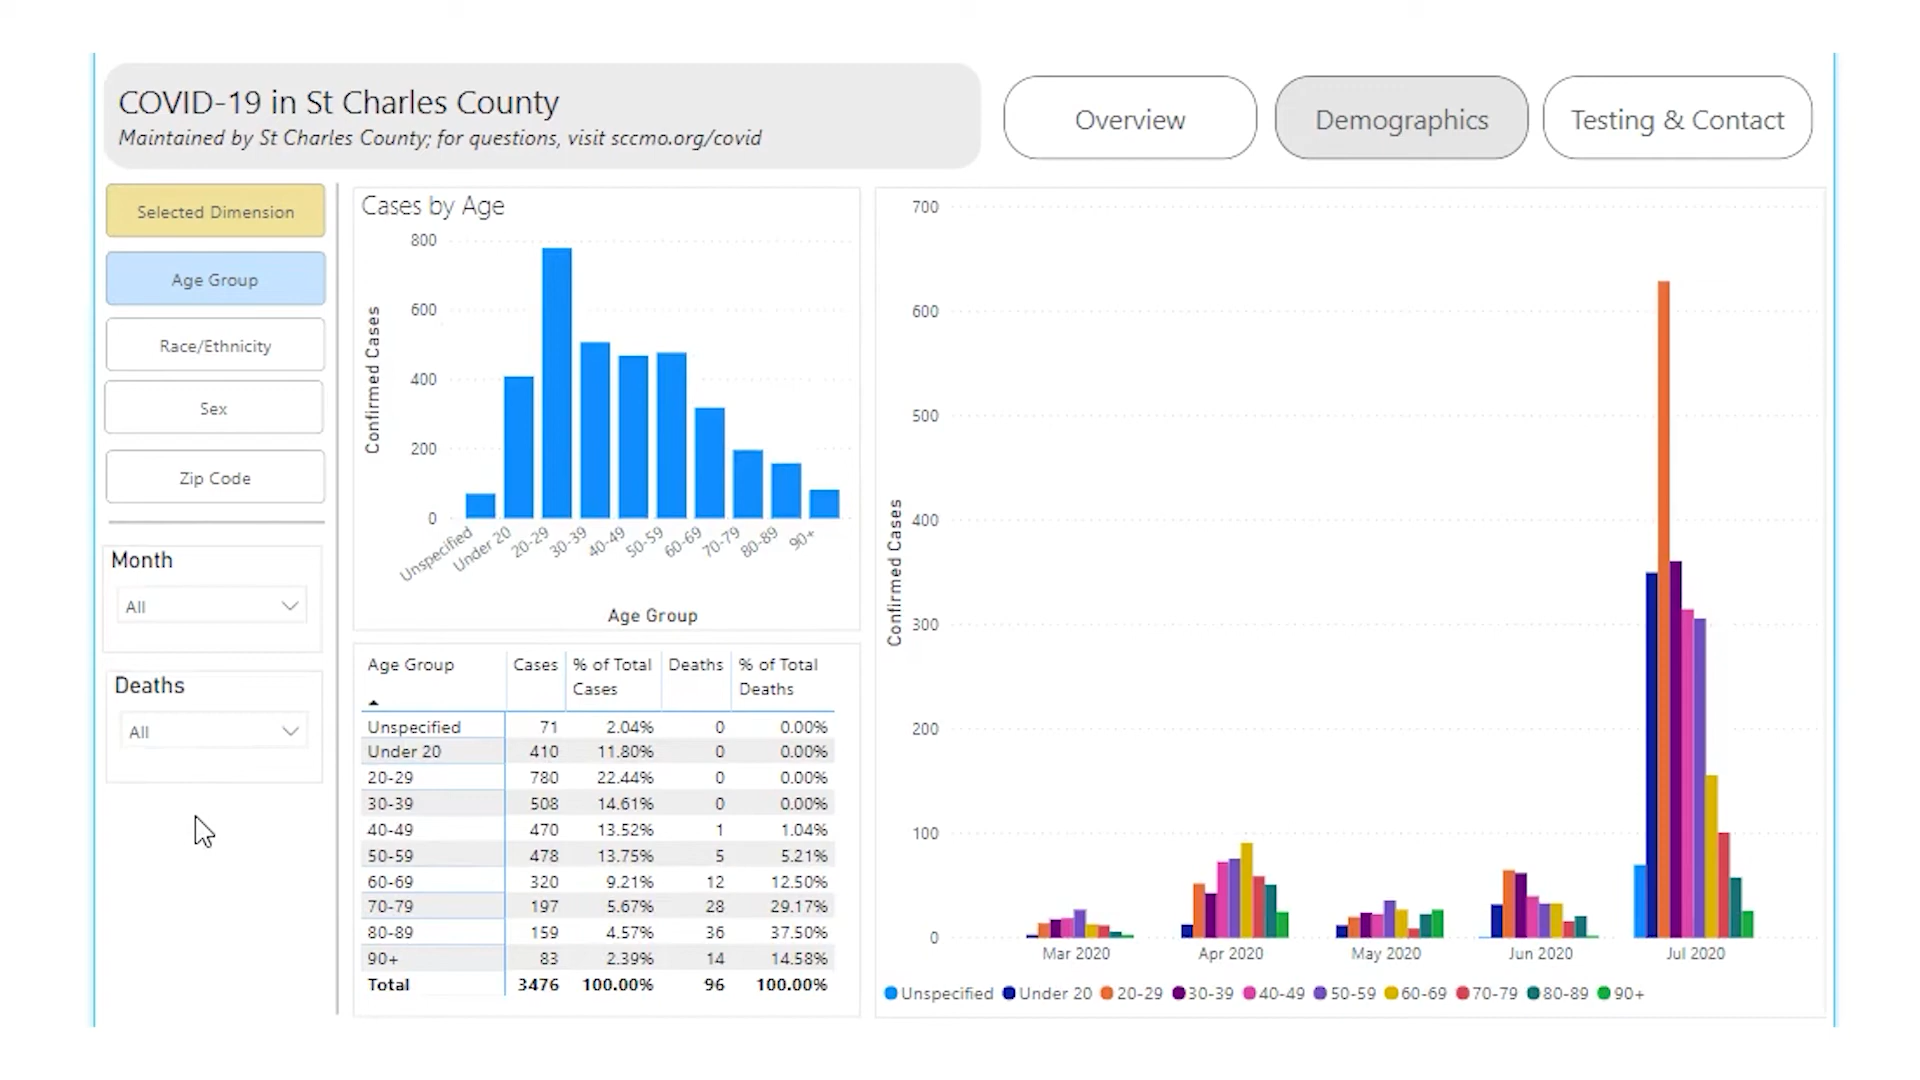 COVID-19 in St Charles County
Maintained by St Charles County; for questions, visit sccmo.org/covid
Overview
Demographics
Testing & Contact
Selected Dimension
Age Group
Race/Ethnicity
Sex
Zip Code
Month
All
Deaths
All
Cases by Age
Confirmed Cases
800
600
400
200
0
Unspecified
Under 20
20-29
30-39
40-49
50-59
60-69
70-79
80-89
90+
Age Group
Age Group Cases % of Total Cases Deaths % of Total Deaths
Unspecified 71 2.04% 0 0.00%
Under 20 410 11.80% 0 0.00%
20-29 780 22.44% 0 0.00%
30-39 508 14.61% 0 0.00%
40-49 470 13.52% 1 1.04%
50-59 478 13.75% 5 5.21%
60-69 320 9.21% 12 12.50%
70-79 197 5.67% 28 29.17%
80-89 159 4.57% 36 37.50%
90+ 83 2.39% 14 14.58%
Total 3476 100.00% 96 100.00%
Confirmed Cases
700
600
500
400
300
200
100
0
Mar 2020 Apr 2020 May 2020 Jun 2020 Jul 2020
Unspecified Under 20 20-29 30-39 40-49 50-59 60-69 70-79 80-89 90+